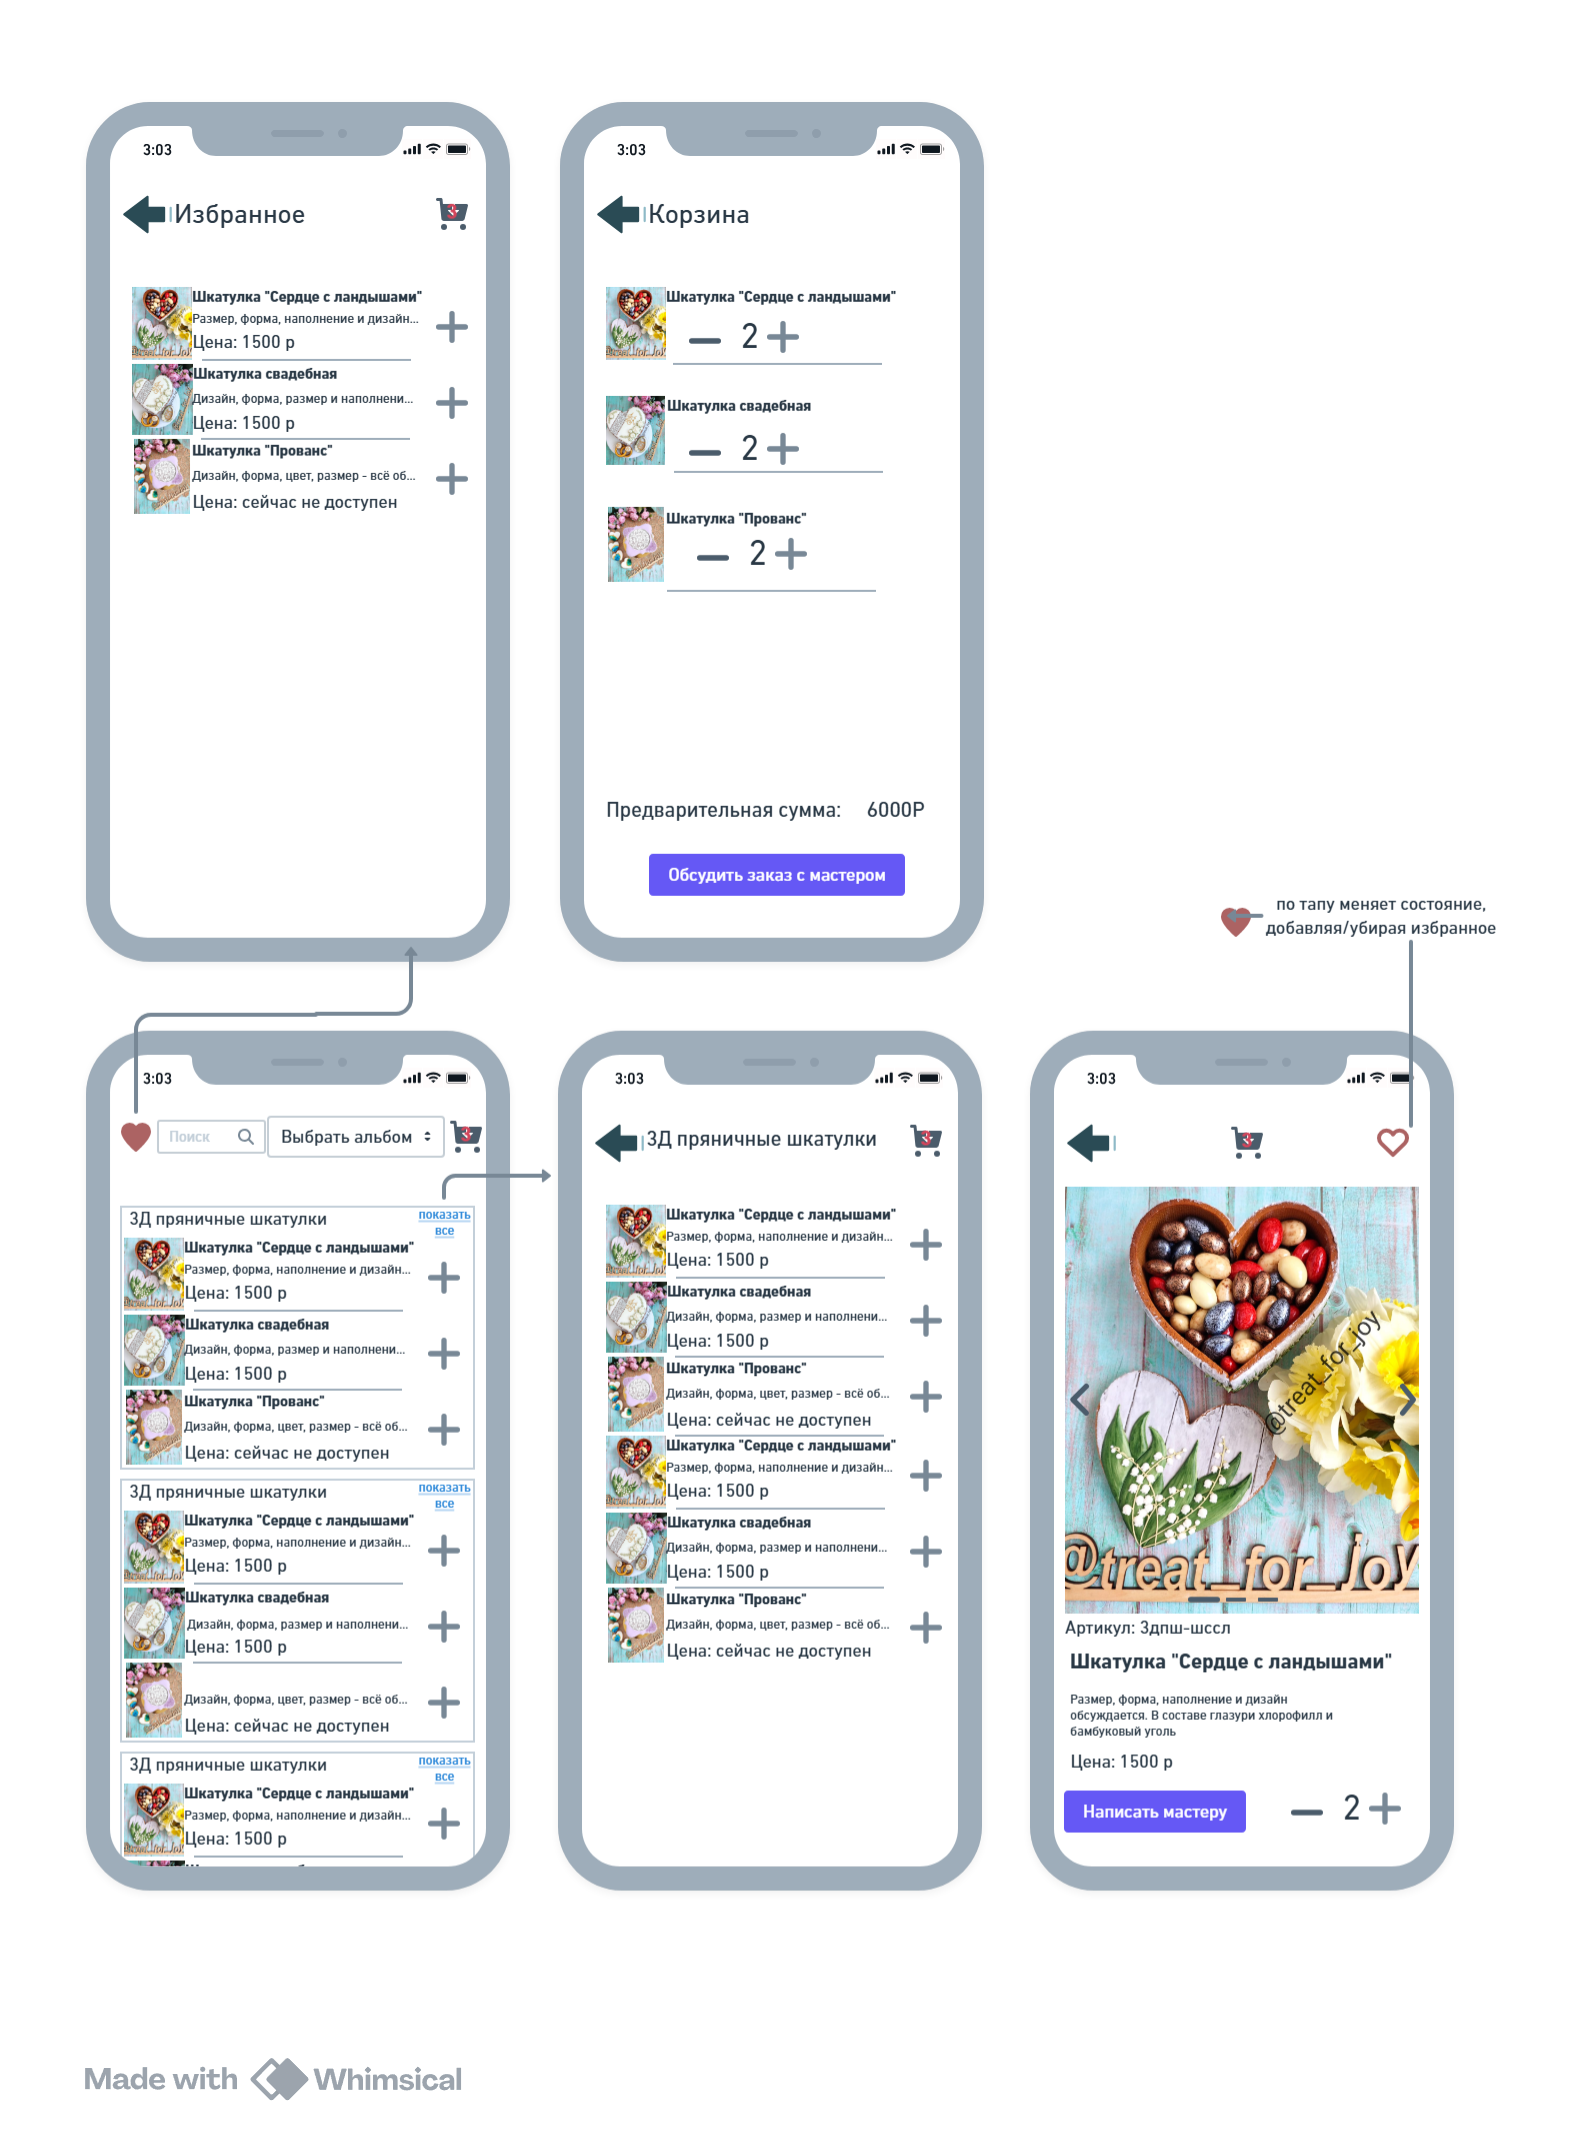 3:03
Избранное
3
Шкатулка "Сердце с ландышами"
Размер, форма, наполнение и дизайн...
Цена: 1500 р
Шкатулка свадебная
Дизайн, форма, размер и наполнени...
Цена: 1500 р
Шкатулка "Прованс"
Дизайн, форма, цвет, размер - всё об...
Цена: сейчас не доступен
3:03
Корзина
Шкатулка "Сердце с ландышами"
2
Шкатулка свадебная
2
Шкатулка "Прованс"
2
Предварительная сумма: 6000Р
Обсудить заказ с мастером
по тапу меняет состояние,
добавляя/убирая избранное
3:03
Поиск
Выбрать альбом
3
3Д пряничные шкатулки
показать
все
Шкатулка "Сердце с ландышами"
Размер, форма, наполнение и дизайн...
Цена: 1500 р
Шкатулка свадебная
Дизайн, форма, размер и наполнени...
Цена: 1500 р
Шкатулка "Прованс"
Дизайн, форма, цвет, размер - всё об...
Цена: сейчас не доступен
3Д пряничные шкатулки
показать
все
Шкатулка "Сердце с ландышами"
Размер, форма, наполнение и дизайн...
Цена: 1500 р
Шкатулка свадебная
Дизайн, форма, размер и наполнени...
Цена: 1500 р
Дизайн, форма, цвет, размер - всё об...
Цена: сейчас не доступен
3Д пряничные шкатулки
показать
все
Шкатулка "Сердце с ландышами"
Размер, форма, наполнение и дизайн...
Цена: 1500 р
3:03
3Д пряничные шкатулки
3
Шкатулка "Сердце с ландышами"
Размер, форма, наполнение и дизайн...
Цена: 1500 р
Шкатулка свадебная
Дизайн, форма, размер и наполнени...
Цена: 1500 р
Шкатулка "Прованс"
Дизайн, форма, цвет, размер - всё об...
Цена: сейчас не доступен
Шкатулка "Сердце с ландышами"
Размер, форма, наполнение и дизайн...
Цена: 1500 р
Шкатулка свадебная
Дизайн, форма, размер и наполнени...
Цена: 1500 р
Шкатулка "Прованс"
Дизайн, форма, цвет, размер - всё об...
Цена: сейчас не доступен
3:03
3
@treat_for_joy
@treat_for_joy
Артикул: 3дпш-шссл
Шкатулка "Сердце с ландышами"
Размер, форма, наполнение и дизайн
обсуждается. В составе глазури хлорофилл и
бамбуковый уголь
Цена: 1500 р
Написать мастеру
2
Made with Whimsical